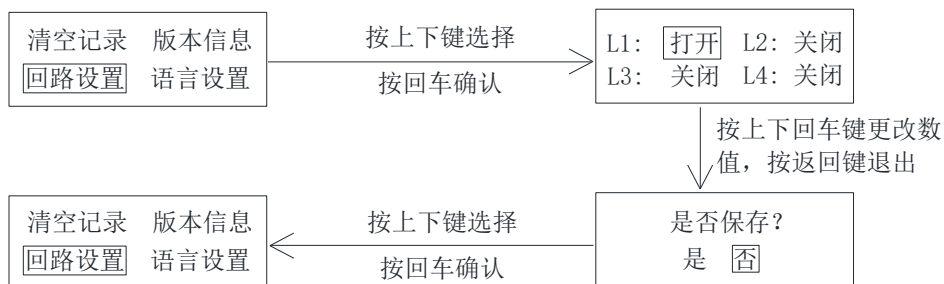 清空记录 版本信息
回路设置 语言设置
按上下键选择
按回车确认
L1: 打开 L2: 关闭
L3: 关闭 L4: 关闭
按上下回车键更改数
值，按返回键退出
是否保存?
是 否
按上下键选择
按回车确认
清空记录 版本信息
回路设置 语言设置